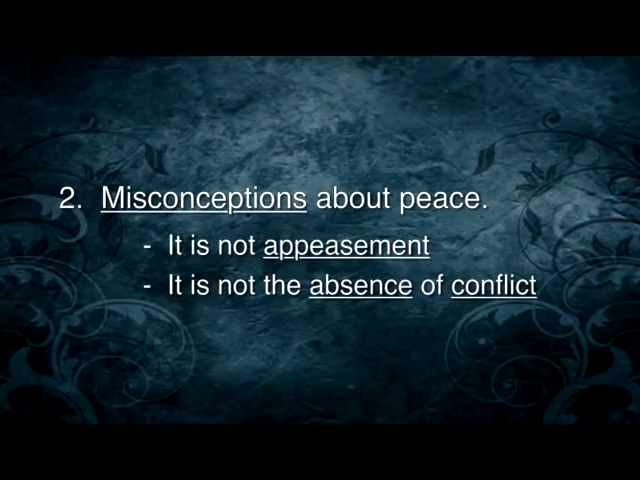 2. Misconceptions about peace.
- It is not appeasement
- It is not the absence of conflict